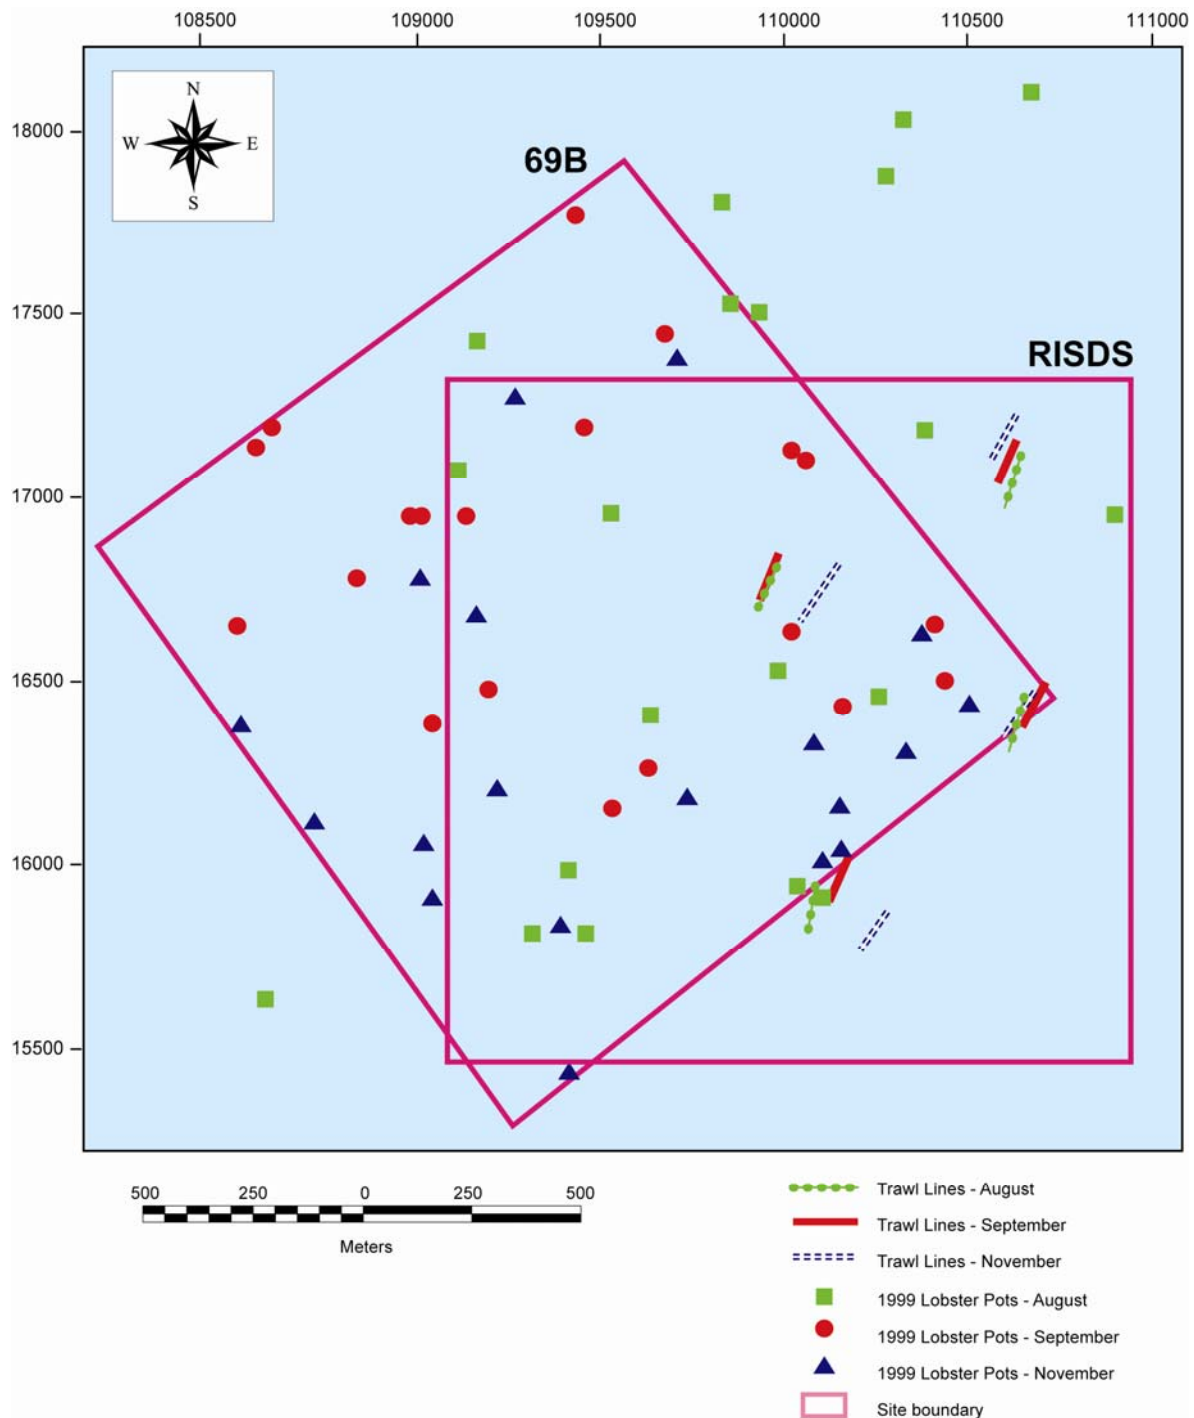 108500 109000 109500 110000 110500 111000
18000
17500
17000
16500
16000
15500
N
W E
S
69B
RISDS
500 250 0 250 500
Meters
Trawl Lines - August
Trawl Lines - September
Trawl Lines - November
1999 Lobster Pots - August
1999 Lobster Pots - September
1999 Lobster Pots - November
Site boundary